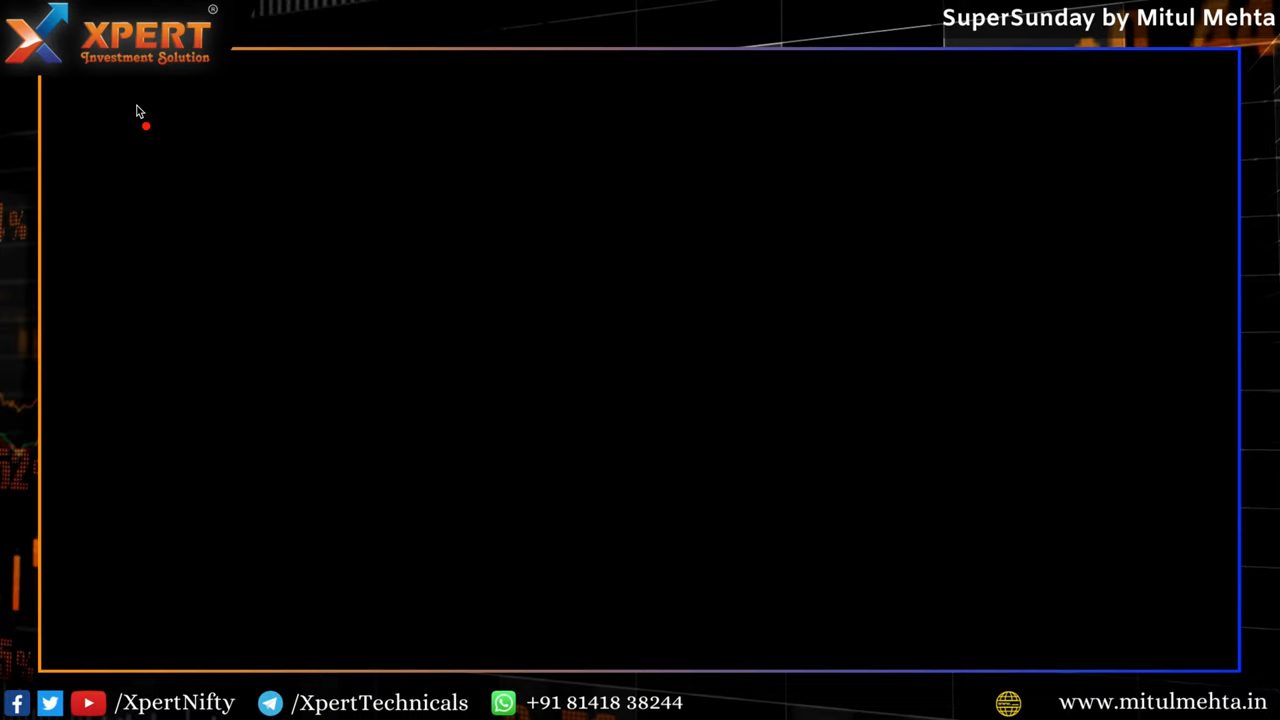 XPERT®
Investment Solution
SuperSunday by Mitul Mehta
/XpertNifty
/XpertTechnicals
+91 81418 38244
www.mitulmehta.in